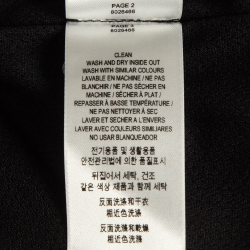 PAGE 2
8028466
CLEAN
WASH AND DRY INSIDE OUT
WASH WITH SIMILAR COLOURS
LAVABLE EN MACHINE / NE PAS
BLANCHIR / NE PAS SÉCHER
EN MACHINE / SÉCHER À PLAT /
REPASSER À BASSE TEMPÉRATURE /
NE PAS NETTOYER À SEC
LAVER ET SÉCHER A L'ENVERS
LAVER AVEC COULEURS SIMILAIRES
NO USAR BLANQUEADOR
전기용품 및 생활용품
안전관리법에 의한 품질표시
뒤집어서 세탁, 건조
같은 색상 제품과 함께 세탁
反面洗涤和干衣
相近色洗涤
反面洗滌和乾燥
相近色洗滌